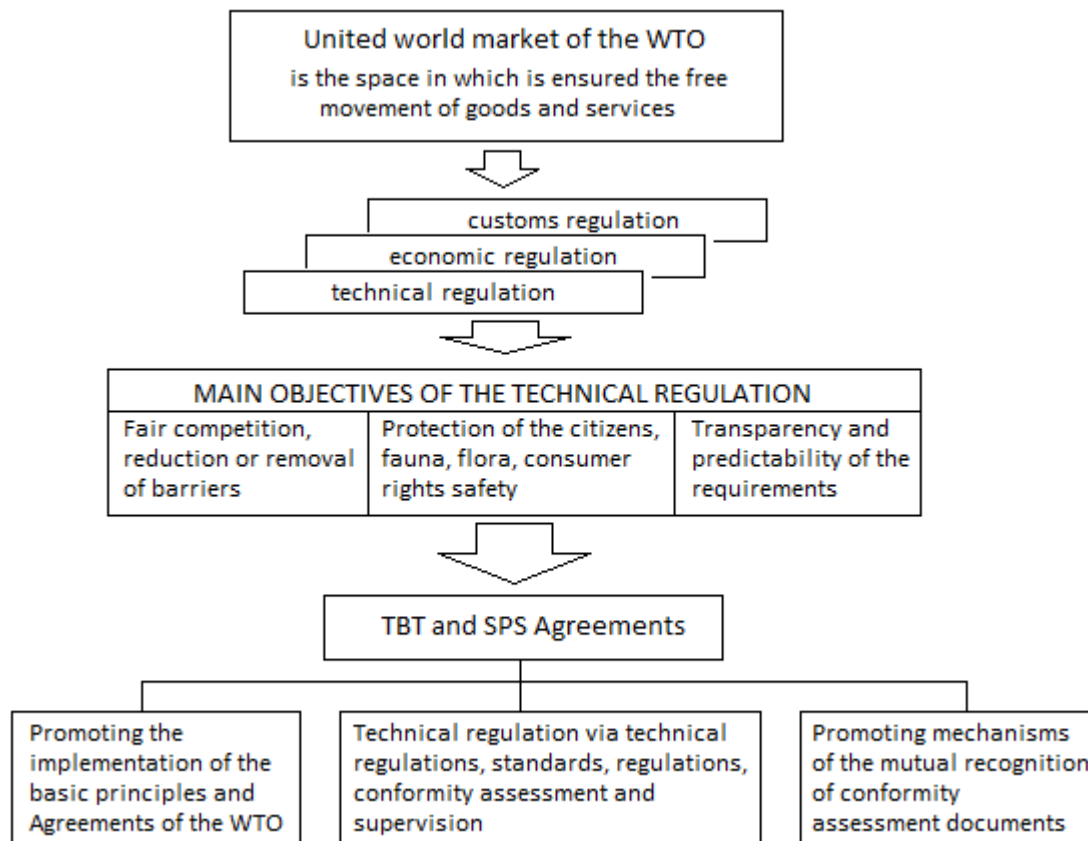 United world market of the WTO
is the space in which is ensured the free
movement of goods and services
customs regulation
economic regulation
technical regulation
MAIN OBJECTIVES OF THE TECHNICAL REGULATION
Fair competition,
reduction or removal
of barriers
Protection of the citizens,
fauna, flora, consumer
rights safety
Transparency and
predictability of the
requirements
TBT and SPS Agreements
Promoting the
implementation of the
basic principles and
Agreements of the WTO
Technical regulation via technical
regulations, standards, regulations,
conformity assessment and
supervision
Promoting mechanisms
of the mutual recognition
of conformity
assessment documents